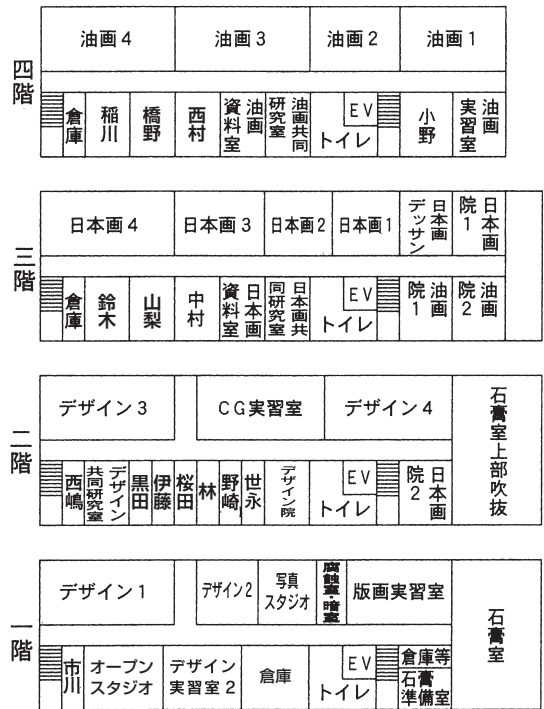 四階
油画4
油画3
油画2
油画1
倉庫
稲川
橋野
西村
油画
資料室
油画共同
研究室
EV
トイレ
小野
油画
実習室
三階
日本画4
日本画3
日本画2
日本画1
日本画
デッサン
日本画
院1
倉庫
鈴木
山梨
中村
日本画
資料室
日本画共
同研究室
EV
トイレ
油画
院1
油画
院2
二階
デザイン3
CG実習室
デザイン4
石膏室上部吹抜
西嶋
デザイン
共同研究室
黒田
伊藤
桜田
林
野崎
世永
デザイン院
EV
トイレ
日本画
院2
一階
デザイン1
デザイン2
写真
スタジオ
腐蝕室・暗室
版画実習室
石膏室
市川
オープン
スタジオ
デザイン
実習室2
倉庫
EV
トイレ
倉庫等
石膏
準備室